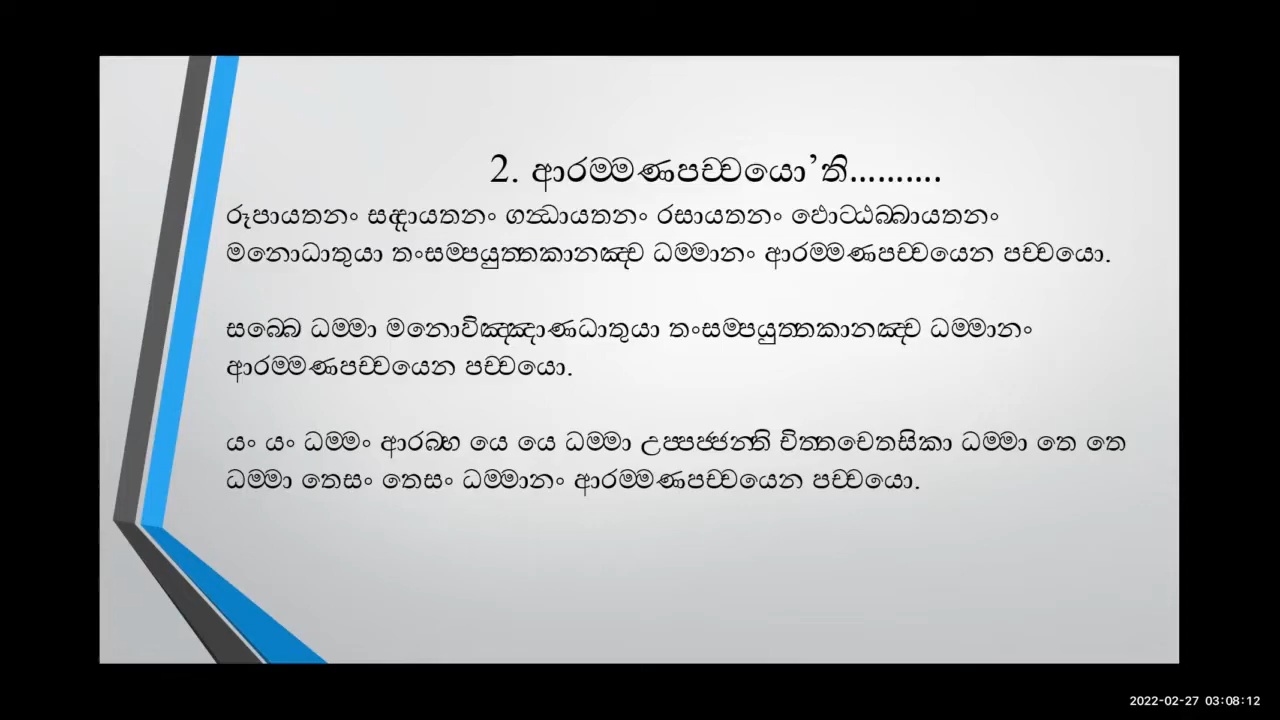 2. ආරම්මණපච්චයො’ති..........
රූපායතනං සද්දායතනං ගන්ධායතනං රසායතනං ඵොට්ඨබ්බායතනං
මනොධාතුයා තංසම්පයුත්තකානඤ්ච ධම්මානං ආරම්මණපච්චයෙන පච්චයො.
සබ්බෙ ධම්මා මනොවිඤ්ඤාණධාතුයා තංසම්පයුත්තකානඤ්ච ධම්මානං
ආරම්මණපච්චයෙන පච්චයො.
යං යං ධම්මං ආරබ්භ යෙ යෙ ධම්මා උප්පජ්ජන්ති චිත්තචෙතසිකා ධම්මා තෙ තෙ
ධම්මා තෙසං තෙසං ධම්මානං ආරම්මණපච්චයෙන පච්චයො.
2022-02-27 03:08:12